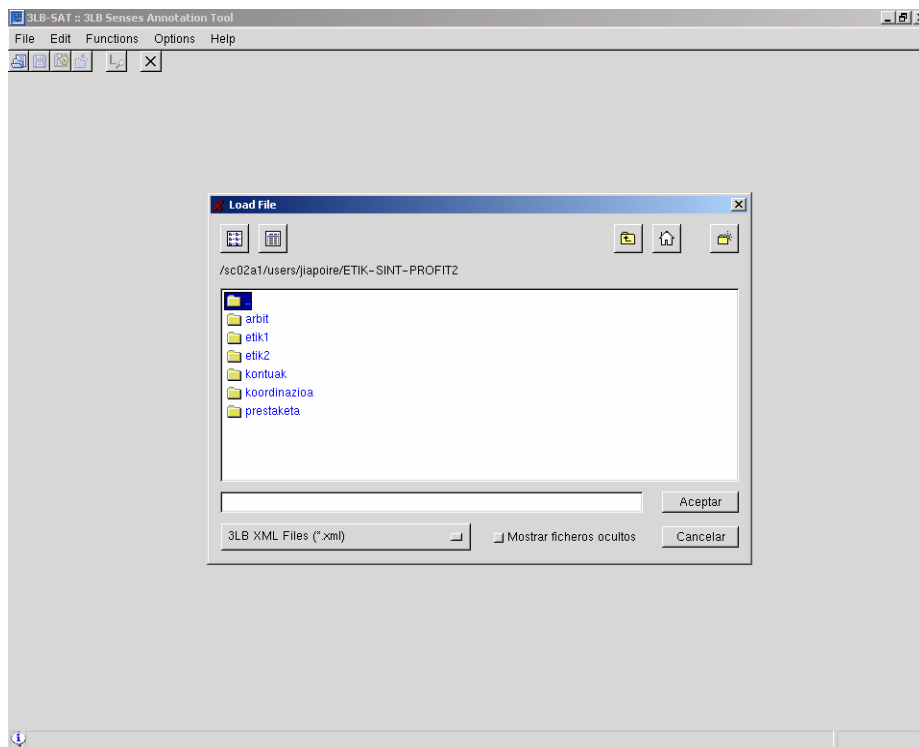 3LB-SAT :: 3LB Senses Annotation Tool
File Edit Functions Options Help
Load File
/sc02a1/users/jiapoire/ETIK-SINT-PROFIT2
..
arbit
etik1
etik2
kontuak
koordinazioa
prestaketa
Aceptar
3LB XML Files (*.xml)
Mostrar ficheros ocultos
Cancelar